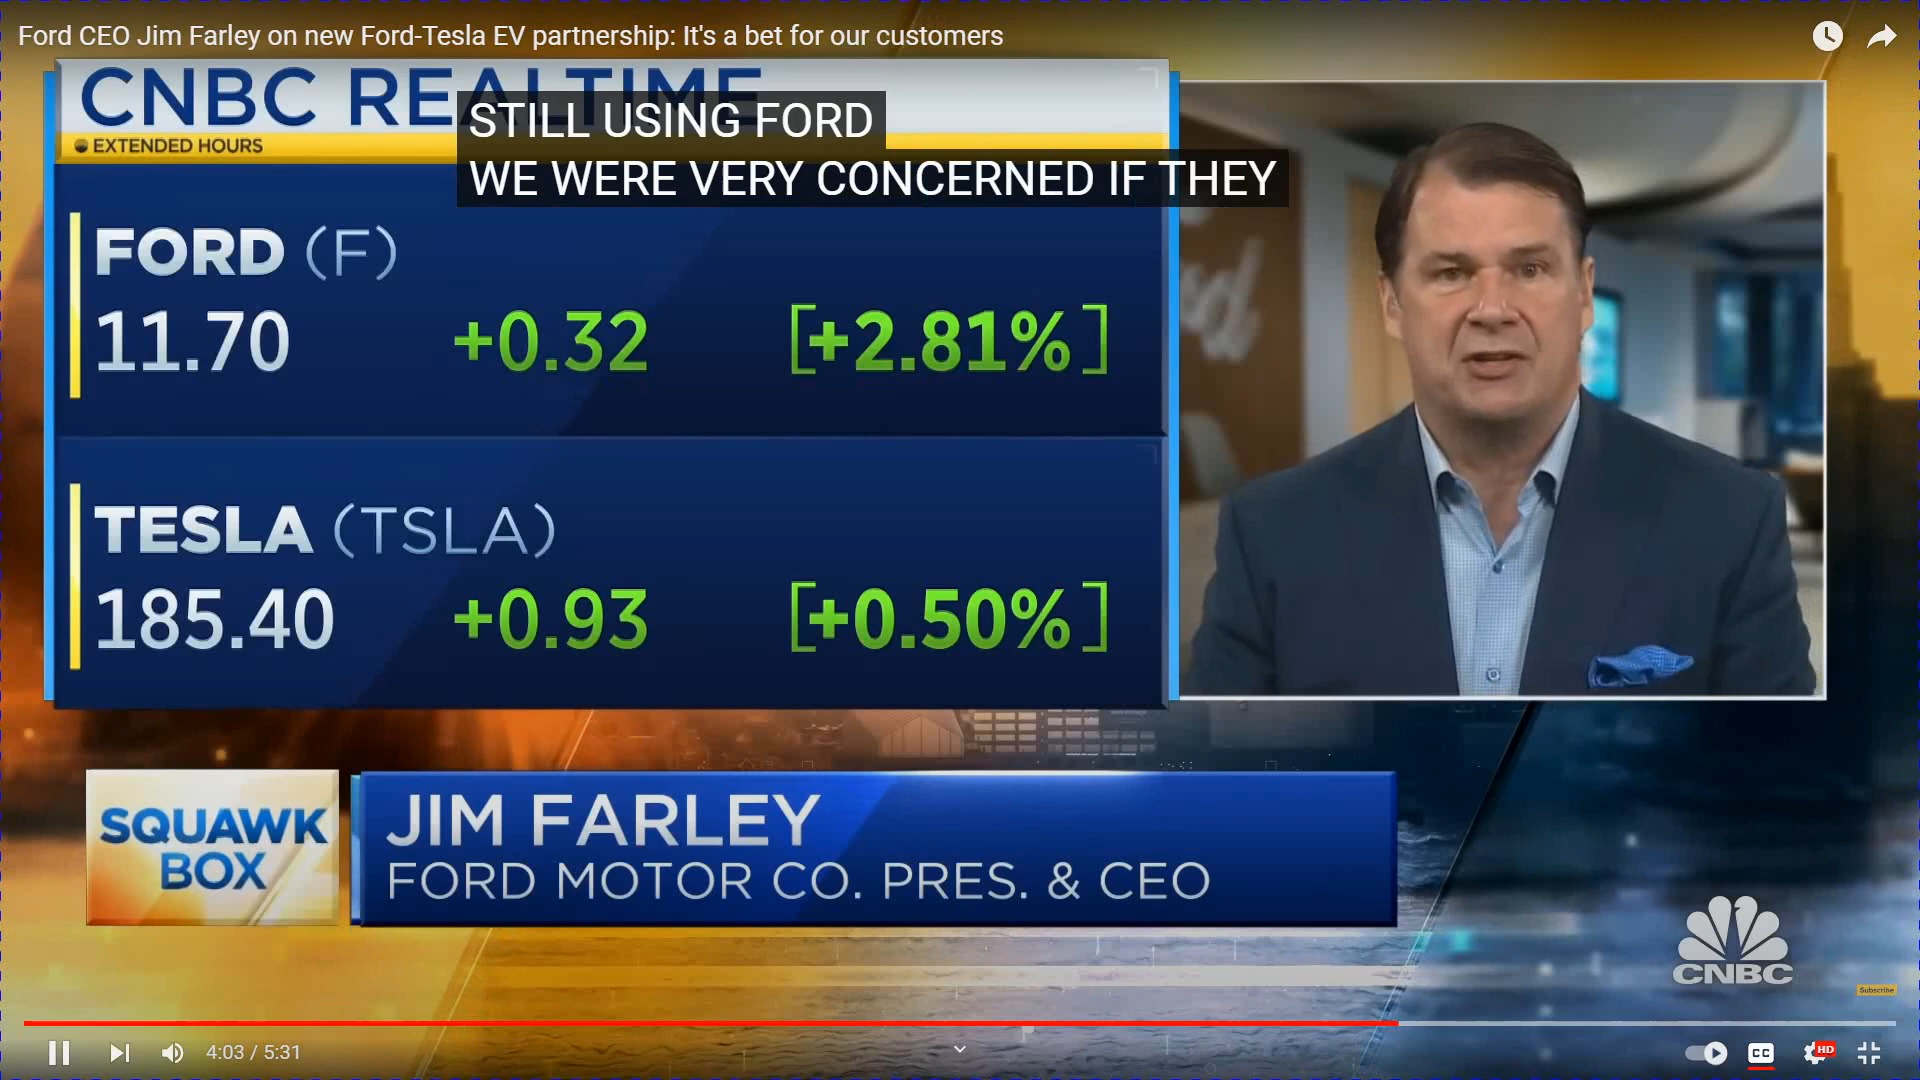 Ford CEO Jim Farley on new Ford-Tesla EV partnership: It's a bet for our customers
CNBC REALTIME
EXTENDED HOURS
STILL USING FORD
WE WERE VERY CONCERNED IF THEY
FORD (F)
11.70 +0.32 [+2.81%]
TESLA (TSLA)
185.40 +0.93 [+0.50%]
SQUAWK
BOX
JIM FARLEY
FORD MOTOR CO. PRES. & CEO
CNBC
Subscribe
4:03 / 5:31
CC
HD